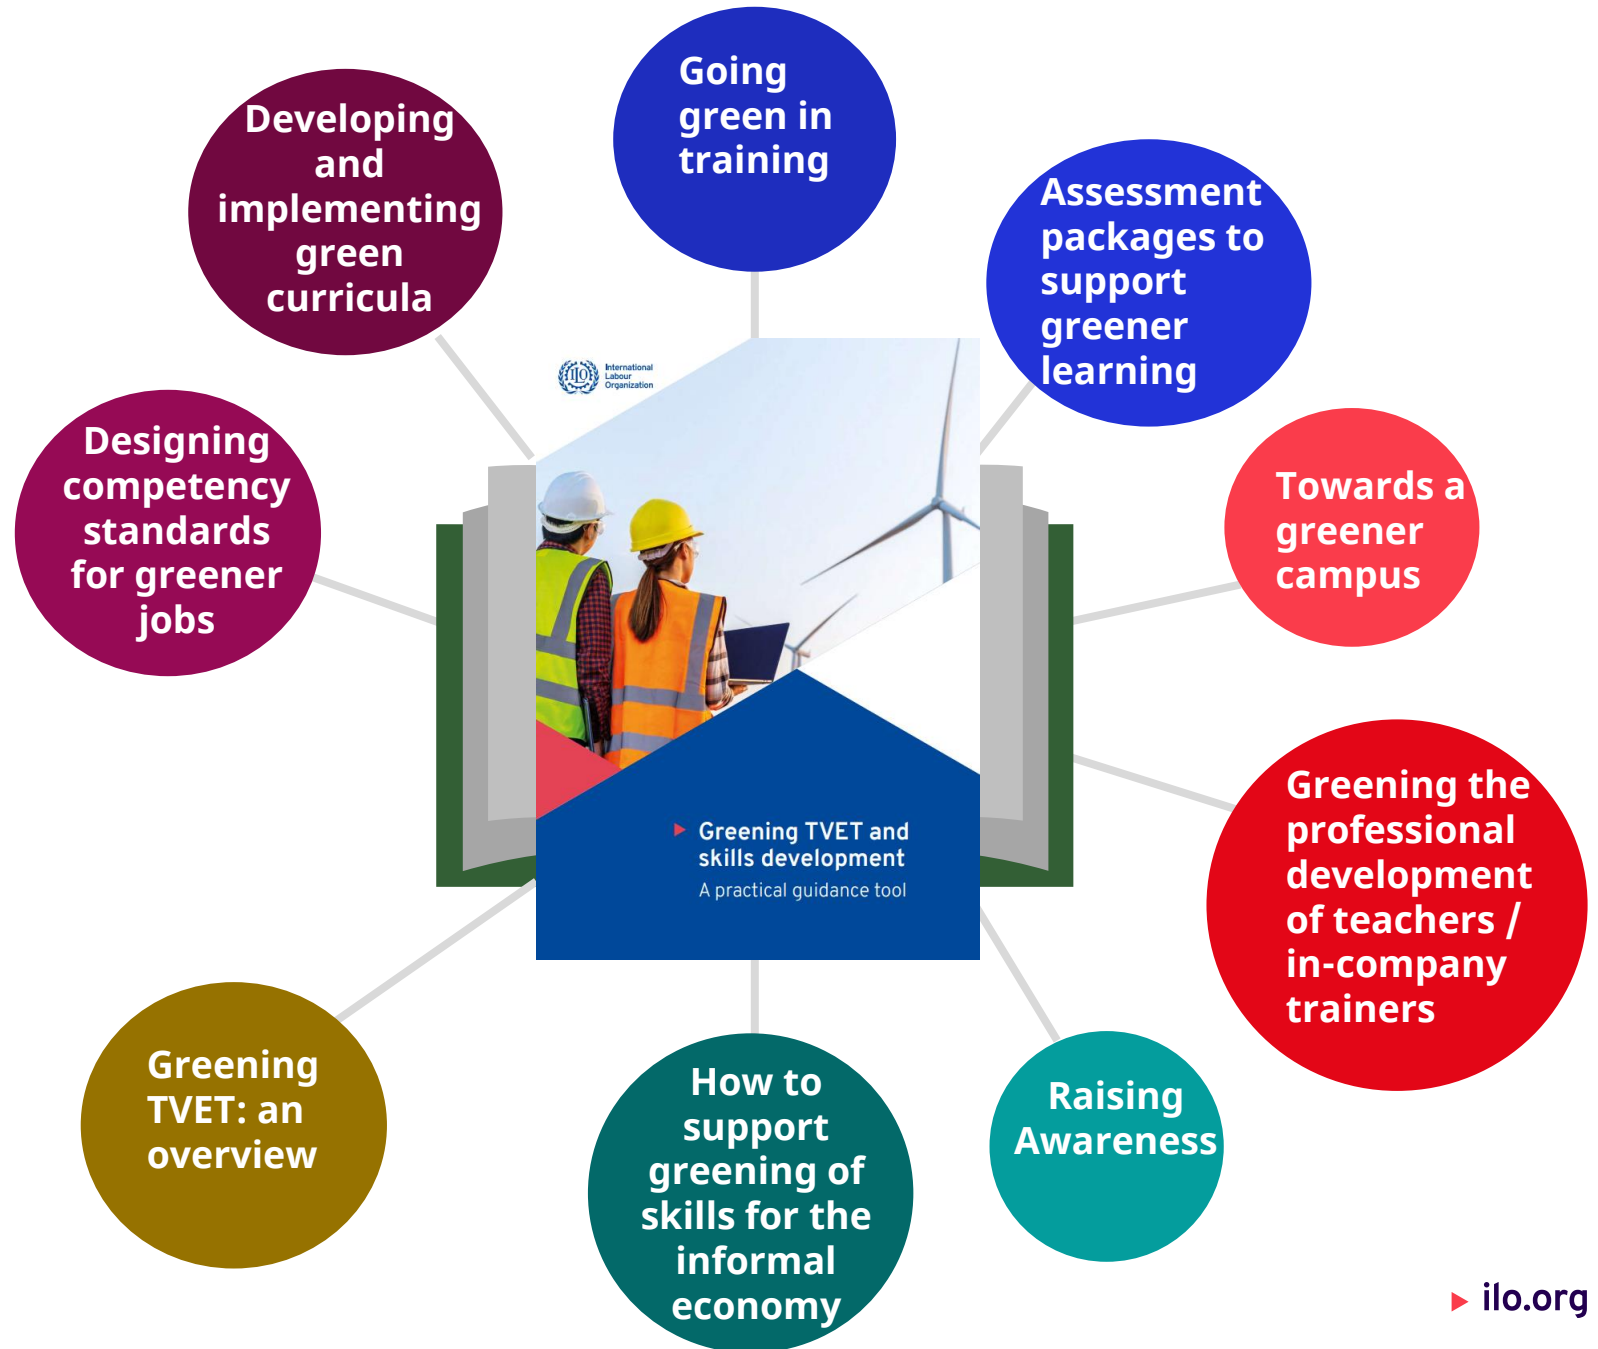 Going
green in
training
Developing
and
implementing
green
curricula
Assessment
packages to
support
greener
learning
International
Labour
Organization
Designing
competency
standards
for greener
jobs
Towards a
greener
campus
Greening the
professional
development
of teachers /
in-company
trainers
Greening TVET and
skills development
A practical guidance tool
Greening
TVET: an
overview
How to
support
greening of
skills for the
informal
economy
Raising
Awareness
ilo.org